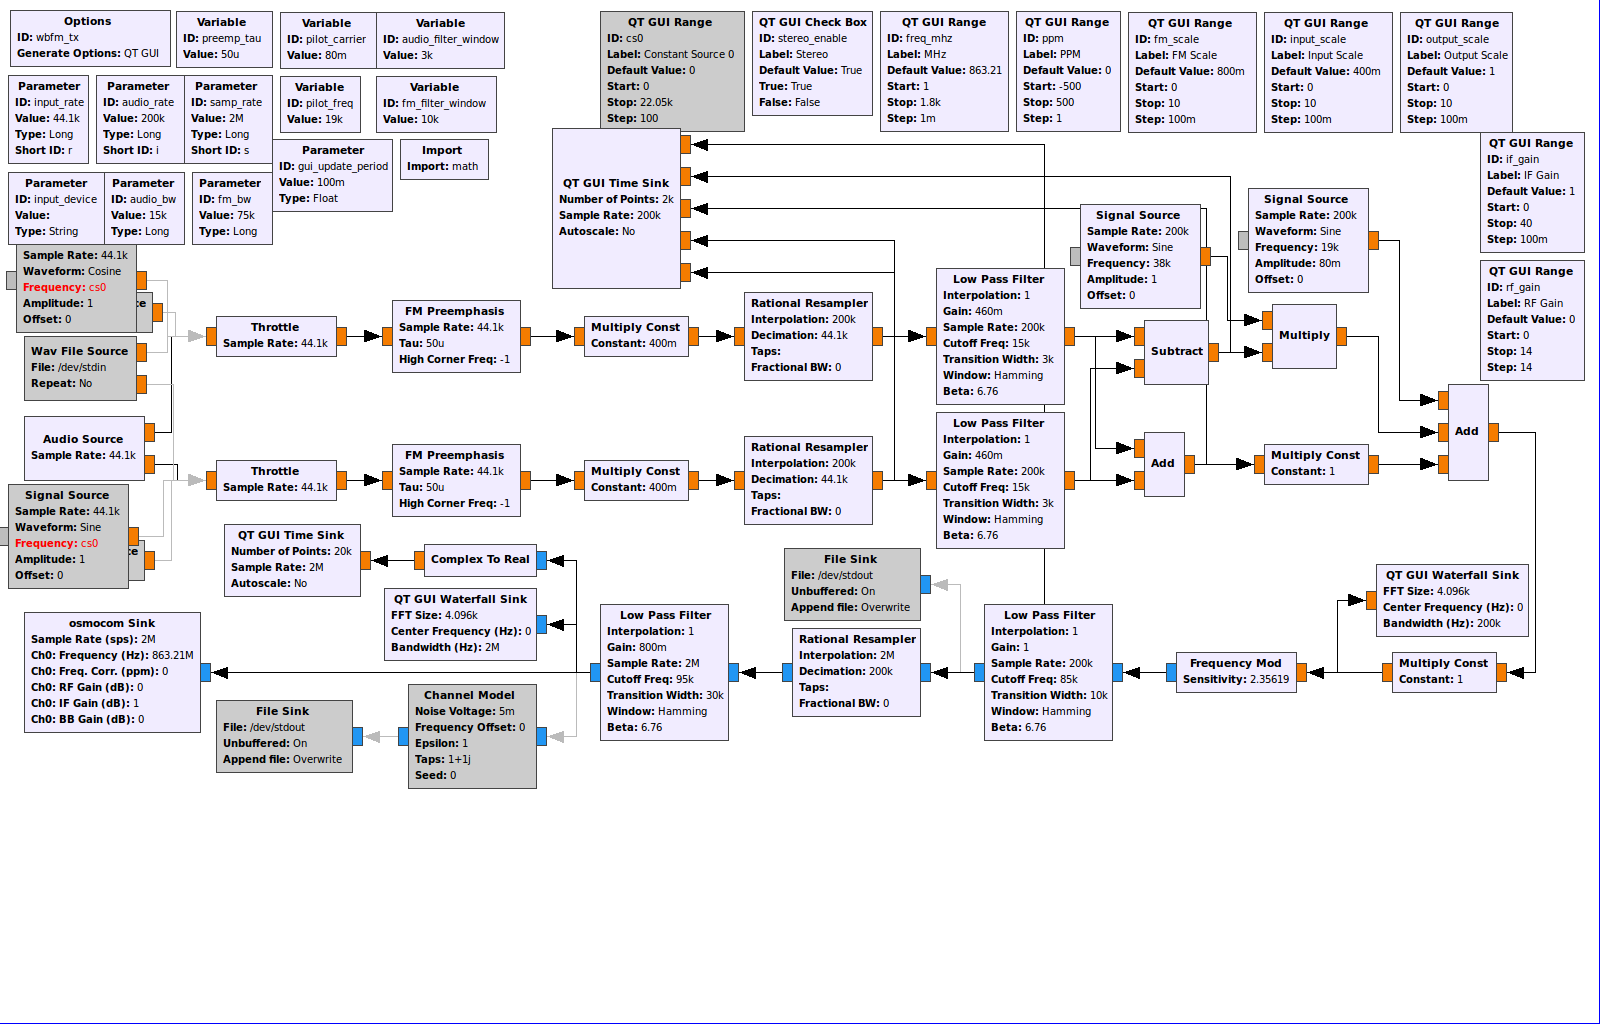 Options
ID: wbfm_tx
Generate Options: QT GUI
Variable
ID: preemp_tau
Value: 50u
Variable
ID: pilot_carrier
Value: 80m
Variable
ID: audio_filter_window
Value: 3k
QT GUI Range
ID: cs0
Label: Constant Source 0
Default Value: 0
Start: 0
Stop: 22.05k
Step: 100
QT GUI Check Box
ID: stereo_enable
Label: Stereo
Default Value: True
True: True
False: False
QT GUI Range
ID: freq_mhz
Label: MHz
Default Value: 863.21
Start: 1
Stop: 1.8k
Step: 1m
QT GUI Range
ID: ppm
Label: PPM
Default Value: 0
Start: -500
Stop: 500
Step: 1
QT GUI Range
ID: fm_scale
Label: FM Scale
Default Value: 800m
Start: 0
Stop: 10
Step: 100m
QT GUI Range
ID: input_scale
Label: Input Scale
Default Value: 400m
Start: 0
Stop: 10
Step: 100m
QT GUI Range
ID: output_scale
Label: Output Scale
Default Value: 1
Start: 0
Stop: 10
Step: 100m
Parameter
ID: input_rate
Value: 44.1k
Type: Long
Short ID: r
Parameter
ID: audio_rate
Value: 200k
Type: Long
Short ID: i
Parameter
ID: samp_rate
Value: 2M
Type: Long
Short ID: s
Variable
ID: pilot_freq
Value: 19k
Variable
ID: fm_filter_window
Value: 10k
Parameter
ID: gui_update_period
Value: 100m
Type: Float
Import
Import: math
Parameter
ID: input_device
Value:
Type: String
Parameter
ID: audio_bw
Value: 15k
Type: Long
Parameter
ID: fm_bw
Value: 75k
Type: Long
QT GUI Time Sink
Number of Points: 2k
Sample Rate: 200k
Autoscale: No
QT GUI Range
ID: if_gain
Label: IF Gain
Default Value: 1
Start: 0
Stop: 40
Step: 100m
QT GUI Range
ID: rf_gain
Label: RF Gain
Default Value: 0
Start: 0
Stop: 14
Step: 14
Signal Source
Sample Rate: 200k
Waveform: Sine
Frequency: 38k
Amplitude: 1
Offset: 0
Signal Source
Sample Rate: 200k
Waveform: Sine
Frequency: 19k
Amplitude: 80m
Offset: 0
Sample Rate: 44.1k
Waveform: Cosine
Frequency: cs0
Amplitude: 1
Offset: 0
ce
Wav File Source
File: /dev/stdin
Repeat: No
Throttle
Sample Rate: 44.1k
FM Preemphasis
Sample Rate: 44.1k
Tau: 50u
High Corner Freq: -1
Multiply Const
Constant: 400m
Rational Resampler
Interpolation: 200k
Decimation: 44.1k
Taps:
Fractional BW: 0
Low Pass Filter
Interpolation: 1
Gain: 460m
Sample Rate: 200k
Cutoff Freq: 15k
Transition Width: 3k
Window: Hamming
Beta: 6.76
Subtract
Multiply
Audio Source
Sample Rate: 44.1k
Throttle
Sample Rate: 44.1k
FM Preemphasis
Sample Rate: 44.1k
Tau: 50u
High Corner Freq: -1
Multiply Const
Constant: 400m
Rational Resampler
Interpolation: 200k
Decimation: 44.1k
Taps:
Fractional BW: 0
Low Pass Filter
Interpolation: 1
Gain: 460m
Sample Rate: 200k
Cutoff Freq: 15k
Transition Width: 3k
Window: Hamming
Beta: 6.76
Add
Multiply Const
Constant: 1
Add
Signal Source
Sample Rate: 44.1k
Waveform: Sine
Frequency: cs0
Amplitude: 1
Offset: 0
ce
QT GUI Time Sink
Number of Points: 20k
Sample Rate: 2M
Autoscale: No
Complex To Real
QT GUI Waterfall Sink
FFT Size: 4.096k
Center Frequency (Hz): 0
Bandwidth (Hz): 2M
File Sink
File: /dev/stdout
Unbuffered: On
Append file: Overwrite
QT GUI Waterfall Sink
FFT Size: 4.096k
Center Frequency (Hz): 0
Bandwidth (Hz): 200k
osmocom Sink
Sample Rate (sps): 2M
Ch0: Frequency (Hz): 863.21M
Ch0: Freq. Corr. (ppm): 0
Ch0: RF Gain (dB): 0
Ch0: IF Gain (dB): 1
Ch0: BB Gain (dB): 0
Low Pass Filter
Interpolation: 1
Gain: 800m
Sample Rate: 2M
Cutoff Freq: 95k
Transition Width: 30k
Window: Hamming
Beta: 6.76
Rational Resampler
Interpolation: 2M
Decimation: 200k
Taps:
Fractional BW: 0
Low Pass Filter
Interpolation: 1
Gain: 1
Sample Rate: 200k
Cutoff Freq: 85k
Transition Width: 10k
Window: Hamming
Beta: 6.76
Frequency Mod
Sensitivity: 2.35619
Multiply Const
Constant: 1
File Sink
File: /dev/stdout
Unbuffered: On
Append file: Overwrite
Channel Model
Noise Voltage: 5m
Frequency Offset: 0
Epsilon: 1
Taps: 1+1j
Seed: 0